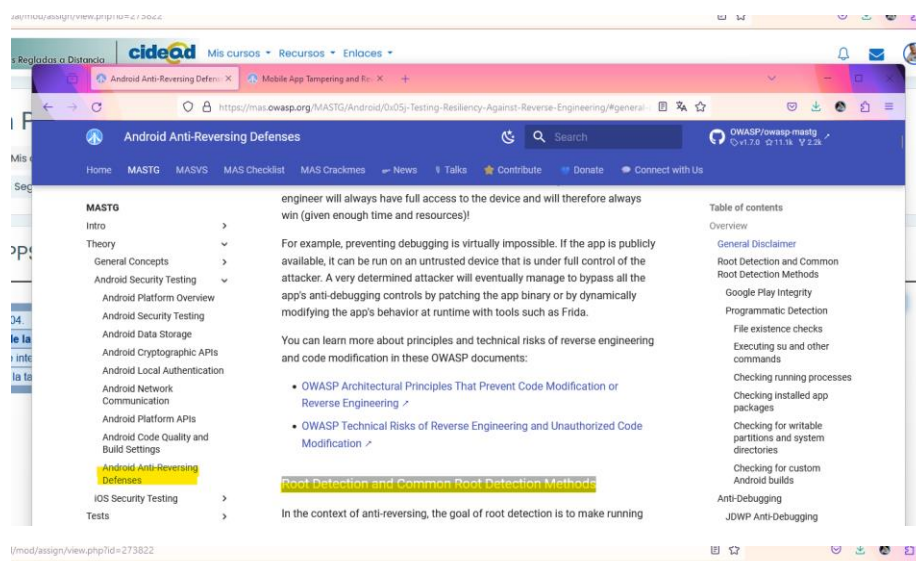 dal/mod/assign/view.php?id=273822
s Regladas a Distancia
cidead
Mis cursos
Recursos
Enlaces
Android Anti-Reversing Defen
Mobile App Tampering and Re
https://mas.owasp.org/MASTG/Android/0x05j-Testing-Resiliency-Against-Reverse-Engineering/#general-
Android Anti-Reversing Defenses
Search
OWASP/owasp-mastg
v1.7.0 11.1k 2.2k
Home MASTG MASVS MAS Checklist MAS Crackmes News Talks Contribute Donate Connect with Us
MASTG
Intro
Theory
General Concepts
Android Security Testing
Android Platform Overview
Android Security Testing
Android Data Storage
Android Cryptographic APIs
Android Local Authentication
Android Network
Communication
Android Platform APIs
Android Code Quality and
Build Settings
Android Anti-Reversing
Defenses
iOS Security Testing
Tests
engineer will always have full access to the device and will therefore always
win (given enough time and resources)!
For example, preventing debugging is virtually impossible. If the app is publicly
available, it can be run on an untrusted device that is under full control of the
attacker. A very determined attacker will eventually manage to bypass all the
app's anti-debugging controls by patching the app binary or by dynamically
modifying the app's behavior at runtime with tools such as Frida.
You can learn more about principles and technical risks of reverse engineering
and code modification in these OWASP documents:
• OWASP Architectural Principles That Prevent Code Modification or
Reverse Engineering
• OWASP Technical Risks of Reverse Engineering and Unauthorized Code
Modification
Root Detection and Common Root Detection Methods
In the context of anti-reversing, the goal of root detection is to make running
Table of contents
Overview
General Disclaimer
Root Detection and Common
Root Detection Methods
Google Play Integrity
Programmatic Detection
File existence checks
Executing su and other
commands
Checking running processes
Checking installed app
packages
Checking for writable
partitions and system
directories
Checking for custom
Android builds
Anti-Debugging
JDWP Anti-Debugging
l/mod/assign/view.php?id=273822